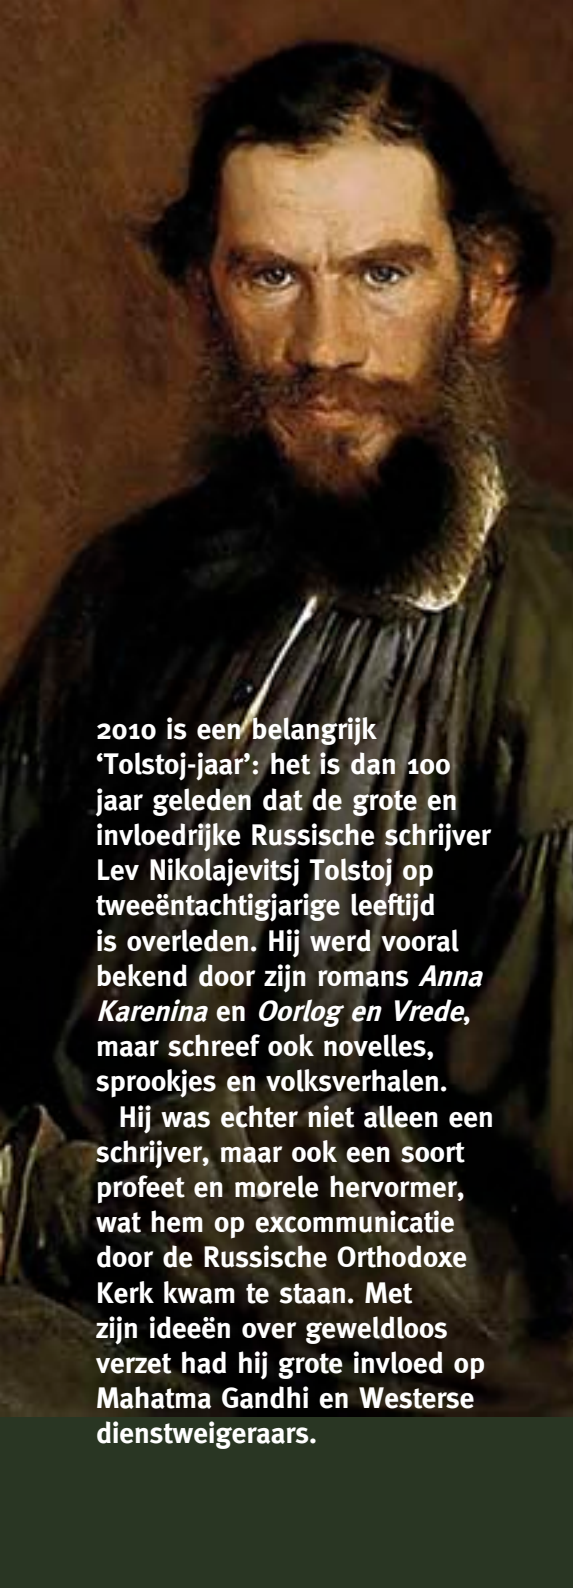 2010 is een belangrijk
‘Tolstoj-jaar’: het is dan 100
jaar geleden dat de grote en
invloedrijke Russische schrijver
Lev Nikolajevitsj Tolstoj op
tweeëntachtigjarige leeftijd
is overleden. Hij werd vooral
bekend door zijn romans Anna
Karenina en Oorlog en Vrede,
maar schreef ook novelles,
sprookjes en volksverhalen.
Hij was echter niet alleen een
schrijver, maar ook een soort
profeet en morele hervormer,
wat hem op excommunicatie
door de Russische Orthodoxe
Kerk kwam te staan. Met
zijn ideeën over geweldloos
verzet had hij grote invloed op
Mahatma Gandhi en Westerse
dienstweigeraars.